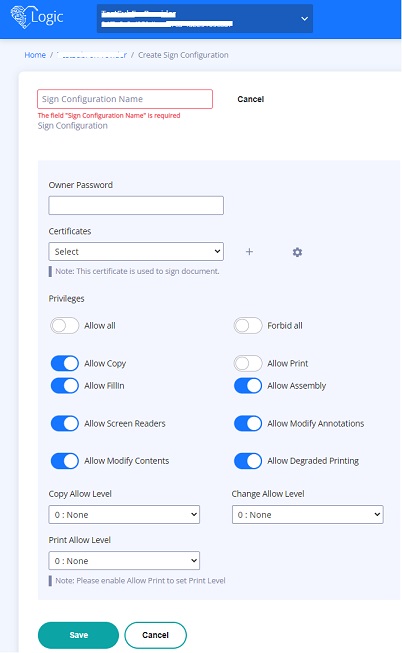 Logic
Home / / Create Sign Configuration
Sign Configuration Name
Cancel
The field "Sign Configuration Name" is required
Sign Configuration
Owner Password
Certificates
Select
Note: This certificate is used to sign document.
Privileges
Allow all
Forbid all
Allow Copy
Allow Print
Allow FillIn
Allow Assembly
Allow Screen Readers
Allow Modify Annotations
Allow Modify Contents
Allow Degraded Printing
Copy Allow Level
Change Allow Level
0 : None
0 : None
Print Allow Level
0 : None
Note: Please enable Allow Print to set Print Level
Save
Cancel